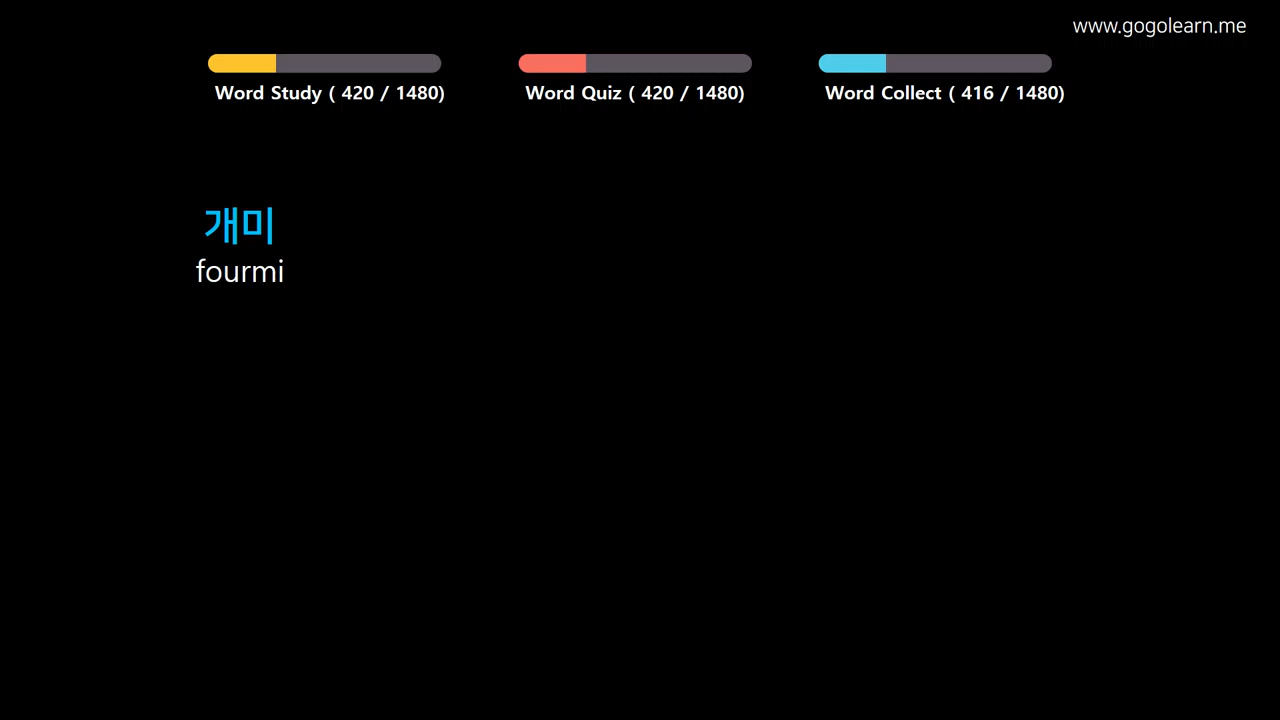 www.gogolearn.me
Word Study ( 420 / 1480)
Word Quiz ( 420 / 1480)
Word Collect ( 416 / 1480)
개미
fourmi